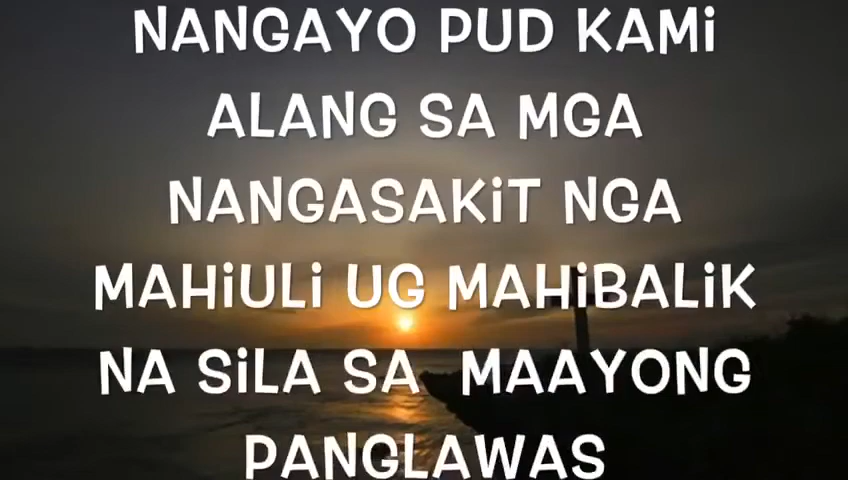 NANGAYO PUD KAMi
ALANG SA MGA
NANGASAKiT NGA
MAHiULi UG MAHiBALiK
NA SiLA SA MAAYONG
PANGLAWAS